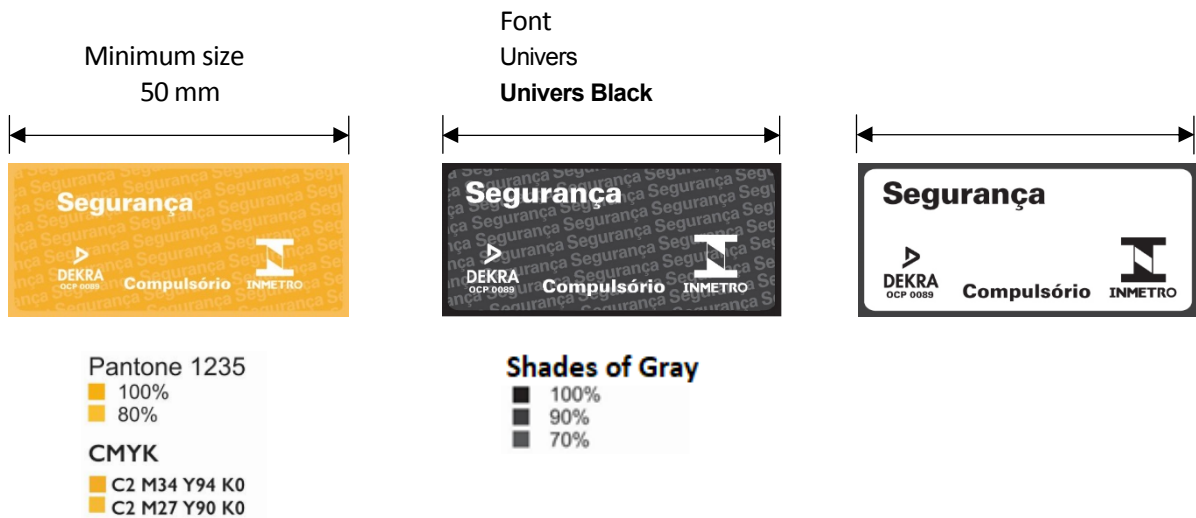 Minimum size
50 mm
Font
Univers
Univers Black
Segurança
DEKRA
OCP 0089
Compulsório
INMETRO
Segurança
DEKRA
OCP 0089
Compulsório
INMETRO
Segurança
DEKRA
OCP 0089
Compulsório
INMETRO
Pantone 1235
100%
80%
CMYK
C2 M34 Y94 K0
C2 M27 Y90 K0
Shades of Gray
100%
90%
70%